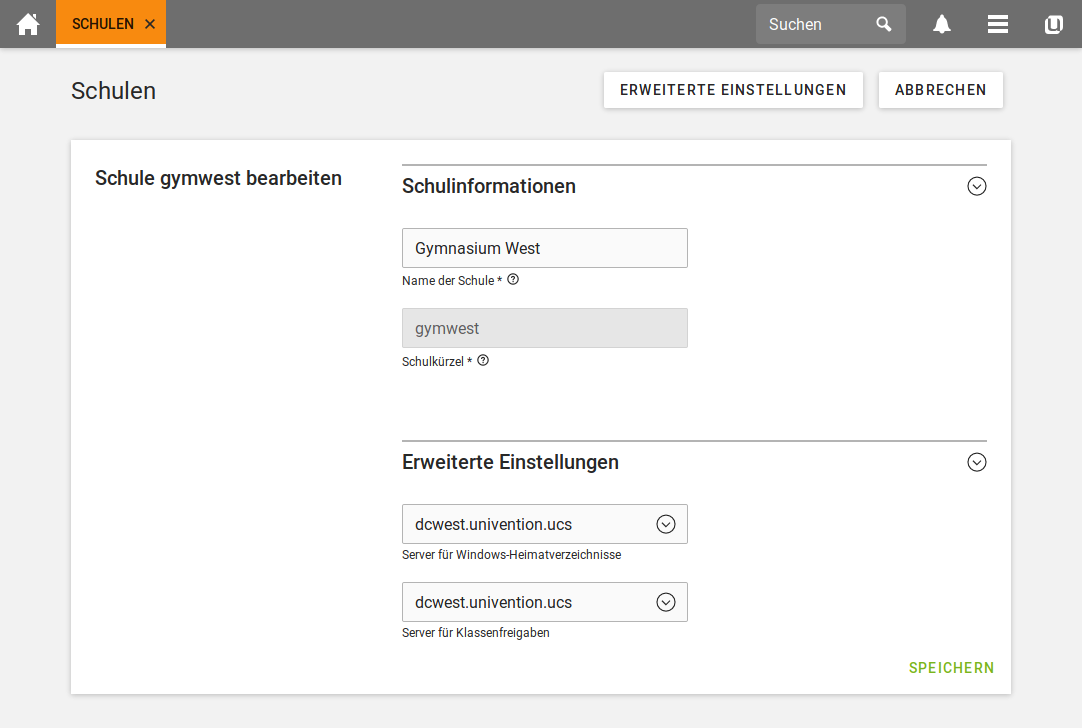 SCHULEN
Suchen
Schulen
ERWEITERTE EINSTELLUNGEN
ABBRECHEN
Schule gymwest bearbeiten
Schulinformationen
Gymnasium West
Name der Schule *
gymwest
Schulkürzel *
Erweiterte Einstellungen
dcwest.univention.ucs
Server für Windows-Heimatverzeichnisse
dcwest.univention.ucs
Server für Klassenfreigaben
SPEICHERN